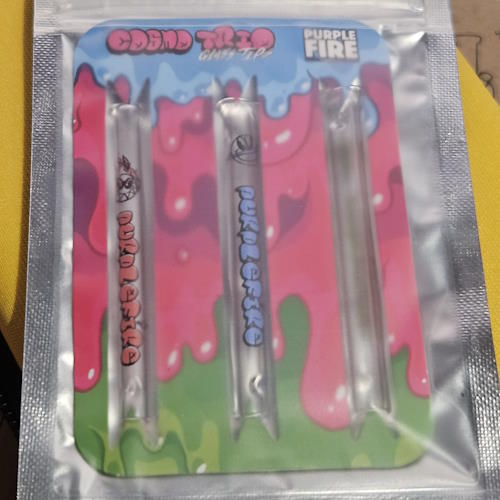 COSMO TRIO
GLASS TIPS
PURPLE
FIRE
PURPLEFIRE
PURPLEFIRE